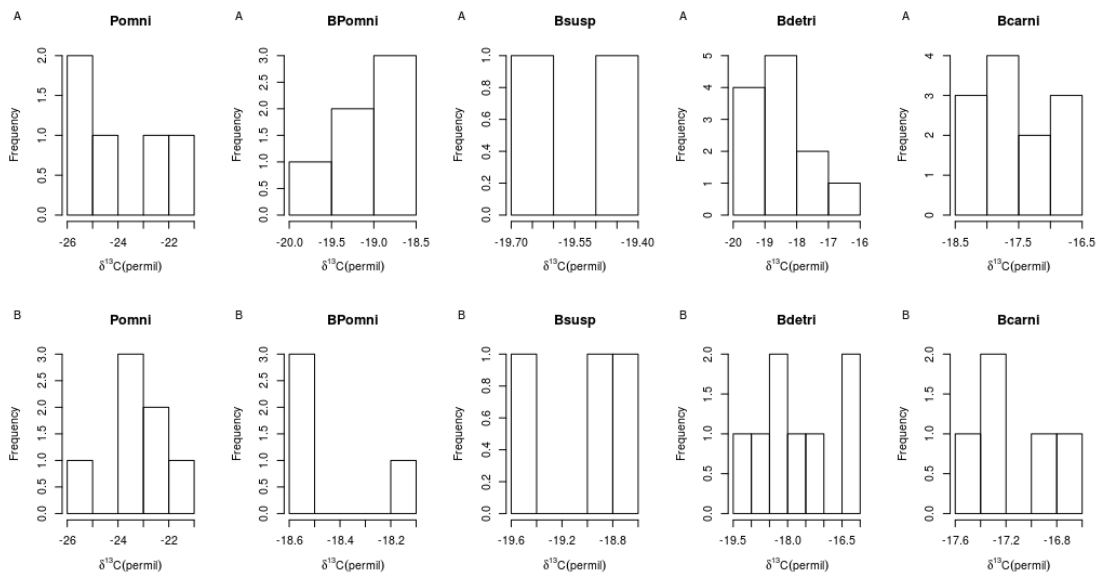 A Pomni A BPomni A Bsusp A Bdetri A Bcarni
Frequency 0.0 0.5 1.0 1.5 2.0 -26 -24 -22 δ13C(permil)
Frequency 0.0 0.5 1.0 1.5 2.0 2.5 3.0 -20.0 -19.5 -19.0 -18.5 δ13C(permil)
Frequency 0.0 0.2 0.4 0.6 0.8 1.0 -19.70 -19.55 -19.40 δ13C(permil)
Frequency 0 1 2 3 4 5 -20 -19 -18 -17 -16 δ13C(permil)
Frequency 0 1 2 3 4 -18.5 -17.5 -16.5 δ13C(permil)
B Pomni B BPomni B Bsusp B Bdetri B Bcarni
Frequency 0.0 0.5 1.0 1.5 2.0 2.5 3.0 -26 -24 -22 δ13C(permil)
Frequency 0.0 0.5 1.0 1.5 2.0 2.5 3.0 -18.6 -18.4 -18.2 δ13C(permil)
Frequency 0.0 0.2 0.4 0.6 0.8 1.0 -19.6 -19.2 -18.8 δ13C(permil)
Frequency 0.0 0.5 1.0 1.5 2.0 -19.5 -18.0 -16.5 δ13C(permil)
Frequency 0.0 0.5 1.0 1.5 2.0 -17.6 -17.2 -16.8 δ13C(permil)